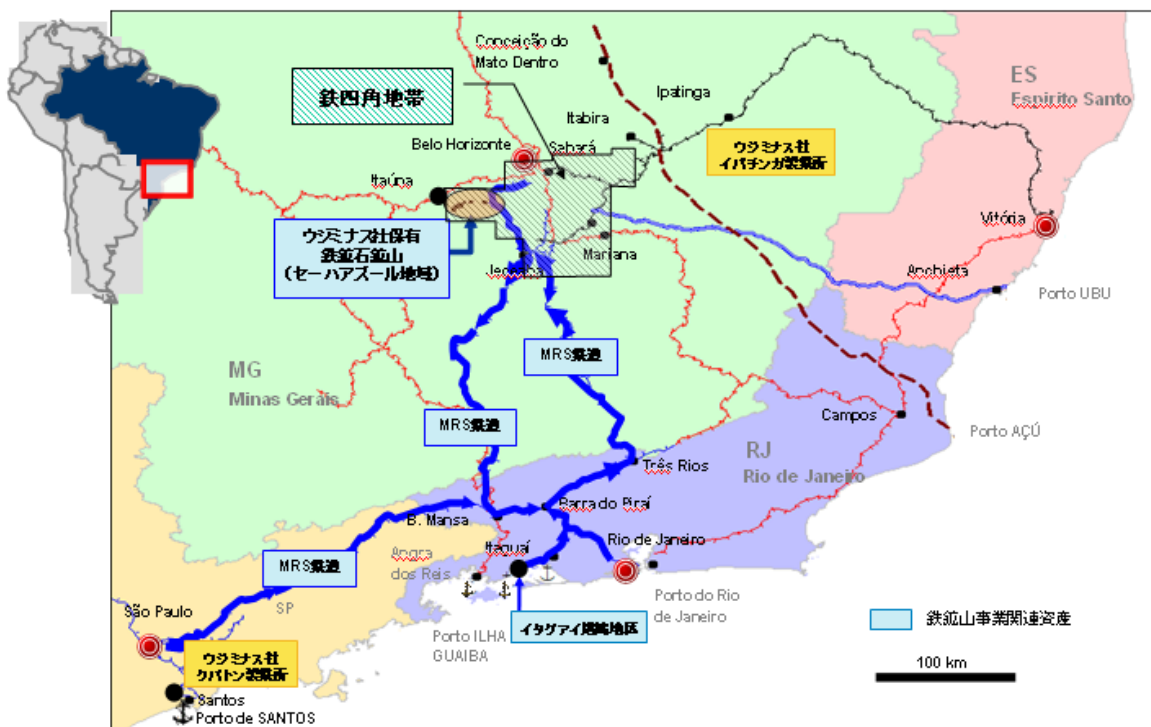 Conceição do
Mato Dentro
ES
Espirito Santo
鉄四角地帯
Ipatinga
Itabira
Belo Horizonte
Sabará
ウジミナス社
イパチンガ製鉄所
Itaúna
Vitória
ウジミナス社保有
鉄鉱石鉱山
(セーハアズール地域)
Mariana
Jeceaba
Anchieta
Porto UBU
MRS鉄道
MG
Minas Gerais
MRS鉄道
Campos
Porto AÇÚ
RJ
Rio de Janeiro
Três Rios
Barra do Piraí
B. Mansa
Rio de Janeiro
Itaguaí
Angra
dos Reis
MRS鉄道
SP
São Paulo
Porto do Rio
de Janeiro
Porto ILHA
GUAIBA
イタグアイ港湾地区
鉄鉱山事業関連資産
ウジミナス社
クバトン製鉄所
100 km
Santos
Porto de SANTOS